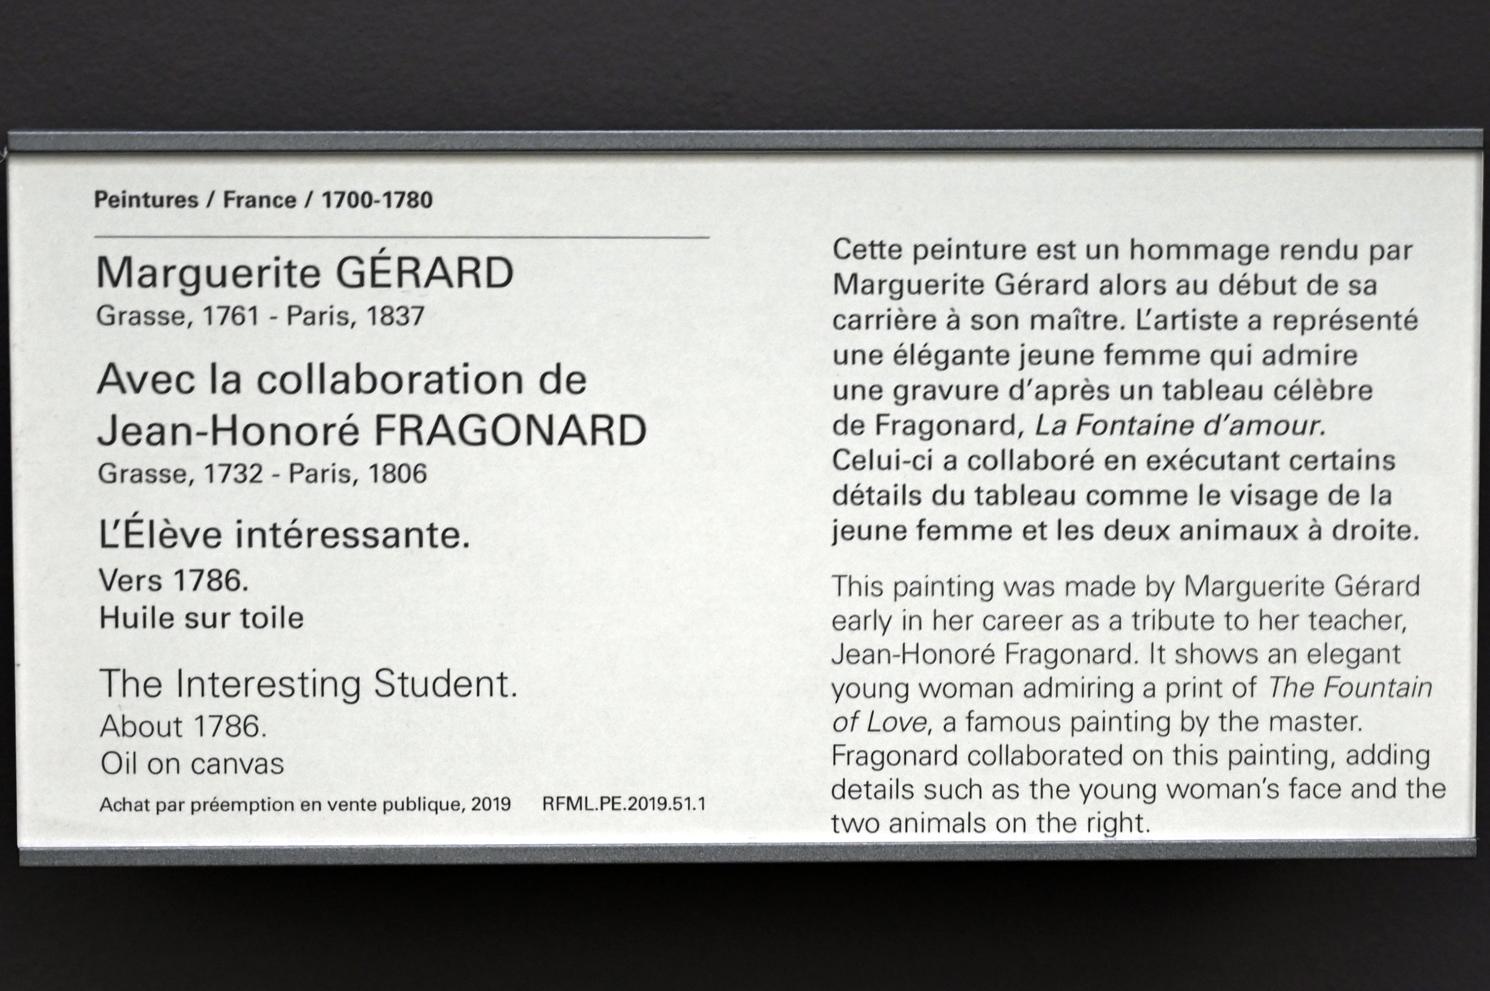 Peintures / France / 1700-1780
Marguerite GÉRARD
Grasse, 1761 - Paris, 1837
Avec la collaboration de
Jean-Honoré FRAGONARD
Grasse, 1732 - Paris, 1806
L'Élève intéressante.
Vers 1786.
Huile sur toile
The Interesting Student.
About 1786.
Oil on canvas
Achat par préemption en vente publique, 2019 RFML.PE.2019.51.1
Cette peinture est un hommage rendu par
Marguerite Gérard alors au début de sa
carrière à son maître. L'artiste a représenté
une élégante jeune femme qui admire
une gravure d'après un tableau célèbre
de Fragonard, La Fontaine d'amour.
Celui-ci a collaboré en exécutant certains
détails du tableau comme le visage de la
jeune femme et les deux animaux à droite.
This painting was made by Marguerite Gérard
early in her career as a tribute to her teacher,
Jean-Honoré Fragonard. It shows an elegant
young woman admiring a print of The Fountain
of Love, a famous painting by the master.
Fragonard collaborated on this painting, adding
details such as the young woman's face and the
two animals on the right.